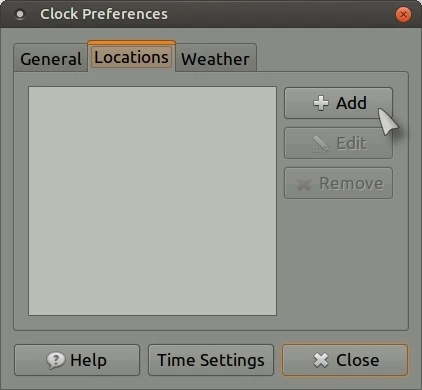 Clock Preferences
General Locations Weather
Add
Edit
Remove
Help Time Settings Close